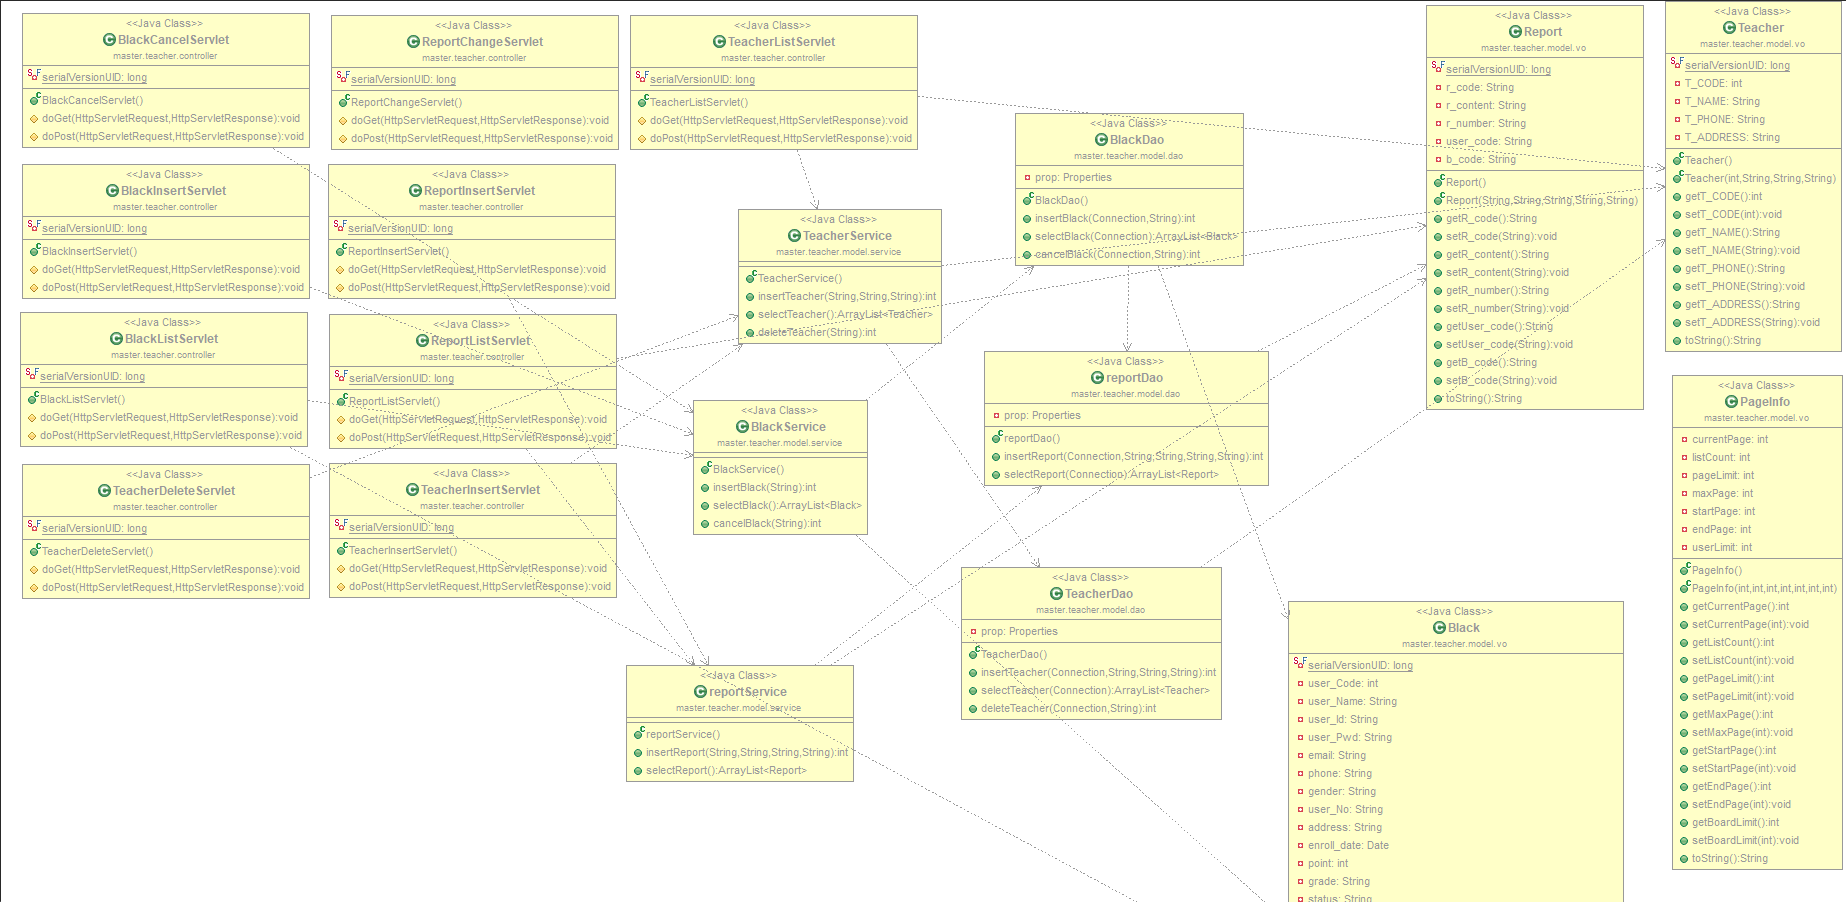 <<Java Class>>
BlackCancelServlet
master.teacher.controller
serialVersionUID: long
BlackCancelServlet()
doGet(HttpServletRequest,HttpServletResponse):void
doPost(HttpServletRequest,HttpServletResponse):void
<<Java Class>>
ReportChangeServlet
master.teacher.controller
serialVersionUID: long
ReportChangeServlet()
doGet(HttpServletRequest,HttpServletResponse):void
doPost(HttpServletRequest,HttpServletResponse):void
<<Java Class>>
TeacherListServlet
master.teacher.controller
serialVersionUID: long
TeacherListServlet()
doGet(HttpServletRequest,HttpServletResponse):void
doPost(HttpServletRequest,HttpServletResponse):void
<<Java Class>>
BlackInsertServlet
master.teacher.controller
serialVersionUID: long
BlackInsertServlet()
doGet(HttpServletRequest,HttpServletResponse):void
doPost(HttpServletRequest,HttpServletResponse):void
<<Java Class>>
ReportInsertServlet
master.teacher.controller
serialVersionUID: long
ReportInsertServlet()
doGet(HttpServletRequest,HttpServletResponse):void
doPost(HttpServletRequest,HttpServletResponse):void
<<Java Class>>
BlackListServlet
master.teacher.controller
serialVersionUID: long
BlackListServlet()
doGet(HttpServletRequest,HttpServletResponse):void
doPost(HttpServletRequest,HttpServletResponse):void
<<Java Class>>
ReportListServlet
master.teacher.controller
serialVersionUID: long
ReportListServlet()
doGet(HttpServletRequest,HttpServletResponse):void
doPost(HttpServletRequest,HttpServletResponse):void
<<Java Class>>
TeacherDeleteServlet
master.teacher.controller
serialVersionUID: long
TeacherDeleteServlet()
doGet(HttpServletRequest,HttpServletResponse):void
doPost(HttpServletRequest,HttpServletResponse):void
<<Java Class>>
TeacherInsertServlet
master.teacher.controller
serialVersionUID: long
TeacherInsertServlet()
doGet(HttpServletRequest,HttpServletResponse):void
doPost(HttpServletRequest,HttpServletResponse):void
<<Java Class>>
TeacherService
master.teacher.model.service
TeacherService()
insertTeacher(String,String,String):int
selectTeacher():ArrayList<Teacher>
deleteTeacher(String):int
<<Java Class>>
BlackService
master.teacher.model.service
BlackService()
insertBlack(String):int
selectBlack():ArrayList<Black>
cancelBlack(String):int
<<Java Class>>
reportService
master.teacher.model.service
reportService()
insertReport(String,String,String,String):int
selectReport():ArrayList<Report>
<<Java Class>>
BlackDao
master.teacher.model.dao
prop: Properties
BlackDao()
insertBlack(Connection,String):int
selectBlack(Connection):ArrayList<Black>
cancelBlack(Connection,String):int
<<Java Class>>
reportDao
master.teacher.model.dao
prop: Properties
reportDao()
insertReport(Connection,String,String,String,String):int
selectReport(Connection):ArrayList<Report>
<<Java Class>>
TeacherDao
master.teacher.model.dao
prop: Properties
TeacherDao()
insertTeacher(Connection,String,String,String):int
selectTeacher(Connection):ArrayList<Teacher>
deleteTeacher(Connection,String):int
<<Java Class>>
Report
master.teacher.model.vo
serialVersionUID: long
r_code: String
r_content: String
r_number: String
user_code: String
b_code: String
Report()
Report(String,String,String,String,String)
getR_code():String
setR_code(String):void
getR_content():String
setR_content(String):void
getR_number():String
setR_number(String):void
getUser_code():String
setUser_code(String):void
getB_code():String
setB_code(String):void
toString():String
<<Java Class>>
Teacher
master.teacher.model.vo
serialVersionUID: long
T_CODE: int
T_NAME: String
T_PHONE: String
T_ADDRESS: String
Teacher()
Teacher(int,String,String,String)
getT_CODE():int
setT_CODE(int):void
getT_NAME():String
setT_NAME(String):void
getT_PHONE():String
setT_PHONE(String):void
getT_ADDRESS():String
setT_ADDRESS(String):void
toString():String
<<Java Class>>
PageInfo
master.teacher.model.vo
currentPage: int
listCount: int
pageLimit: int
maxPage: int
startPage: int
endPage: int
userLimit: int
PageInfo()
PageInfo(int,int,int,int,int,int,int)
getCurrentPage():int
setCurrentPage(int):void
getListCount():int
setListCount(int):void
getPageLimit():int
setPageLimit(int):void
getMaxPage():int
setMaxPage(int):void
getStartPage():int
setStartPage(int):void
getEndPage():int
setEndPage(int):void
getBoardLimit():int
setBoardLimit(int):void
toString():String
<<Java Class>>
Black
master.teacher.model.vo
serialVersionUID: long
user_Code: int
user_Name: String
user_Id: String
user_Pwd: String
email: String
phone: String
gender: String
user_No: String
address: String
enroll_date: Date
point: int
grade: String
status: String